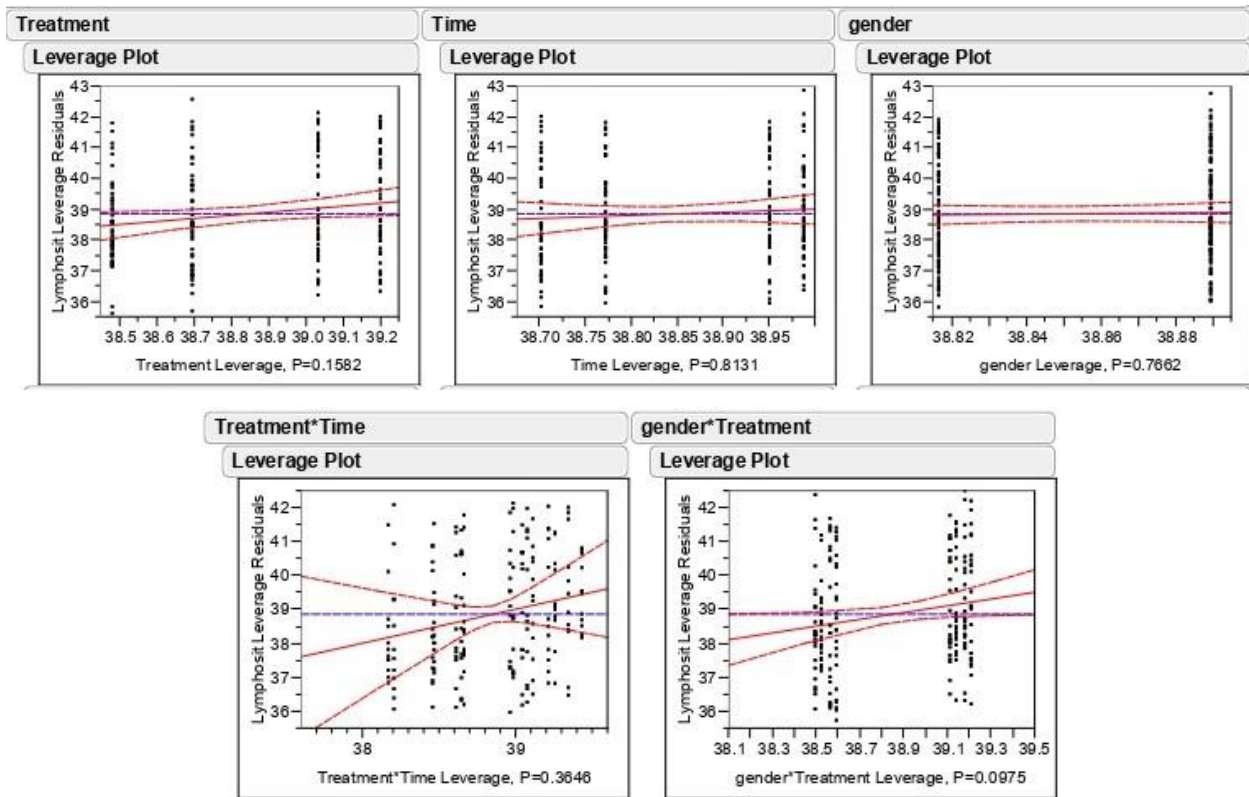 Treatment
Time
gender
Leverage Plot
Leverage Plot
Leverage Plot
Lymphosit Leverage Residuals
43
42
41
40
39
38
37
36
38.5 38.6 38.7 38.8 38.9 39.0 39.1 39.2
Treatment Leverage, P=0.1582
Lymphosit Leverage Residuals
43
42
41
40
39
38
37
36
38.70 38.75 38.80 38.85 38.90 38.95
Time Leverage, P=0.8131
Lymphosit Leverage Residuals
43
42
41
40
39
38
37
36
38.82 38.84 38.86 38.88
gender Leverage, P=0.7662
Treatment*Time
gender*Treatment
Leverage Plot
Leverage Plot
Lymphosit Leverage Residuals
42
41
40
39
38
37
36
38 39
Treatment*Time Leverage, P=0.3646
Lymphosit Leverage Residuals
42
41
40
39
38
37
36
38.1 38.3 38.5 38.7 38.9 39.1 39.3 39.5
gender*Treatment Leverage, P=0.0975